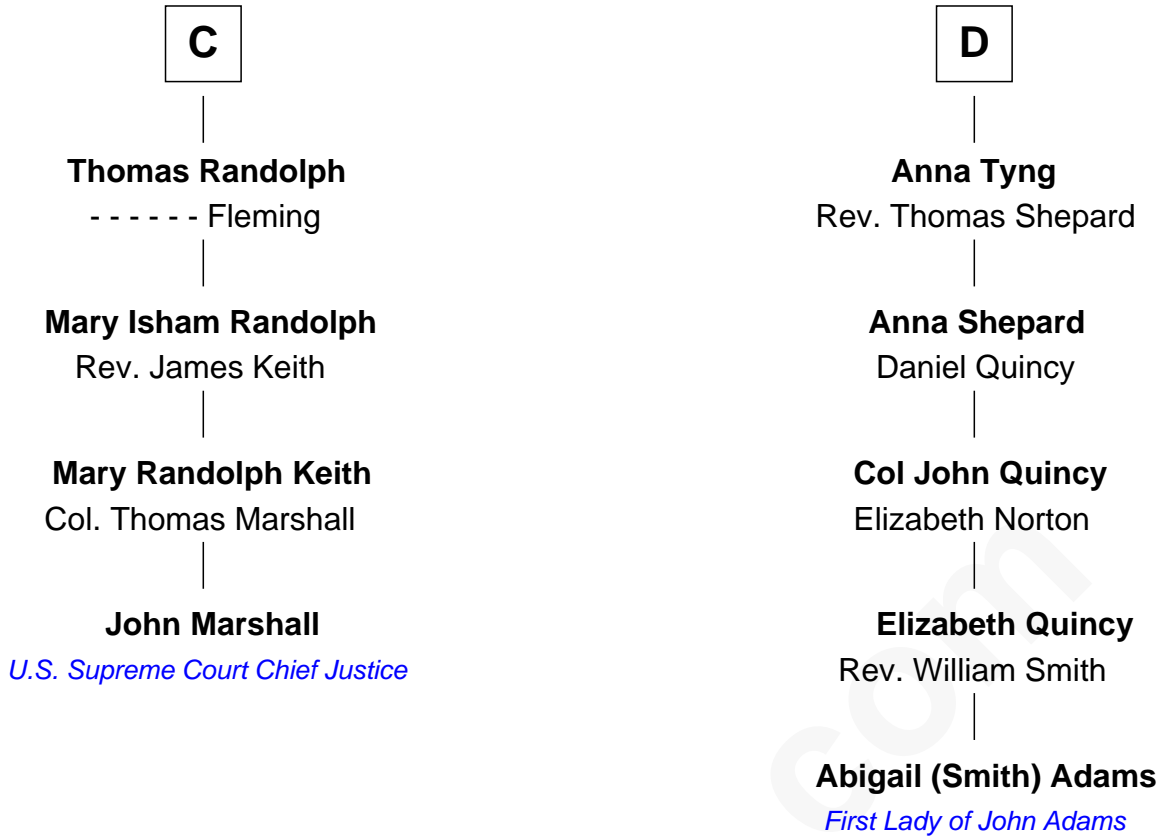 C
Thomas Randolph
- - - - - - Fleming
Mary Isham Randolph
Rev. James Keith
Mary Randolph Keith
Col. Thomas Marshall
John Marshall
U.S. Supreme Court Chief Justice
D
Anna Tyng
Rev. Thomas Shepard
Anna Shepard
Daniel Quincy
Col John Quincy
Elizabeth Norton
Elizabeth Quincy
Rev. William Smith
Abigail (Smith) Adams
First Lady of John Adams
com